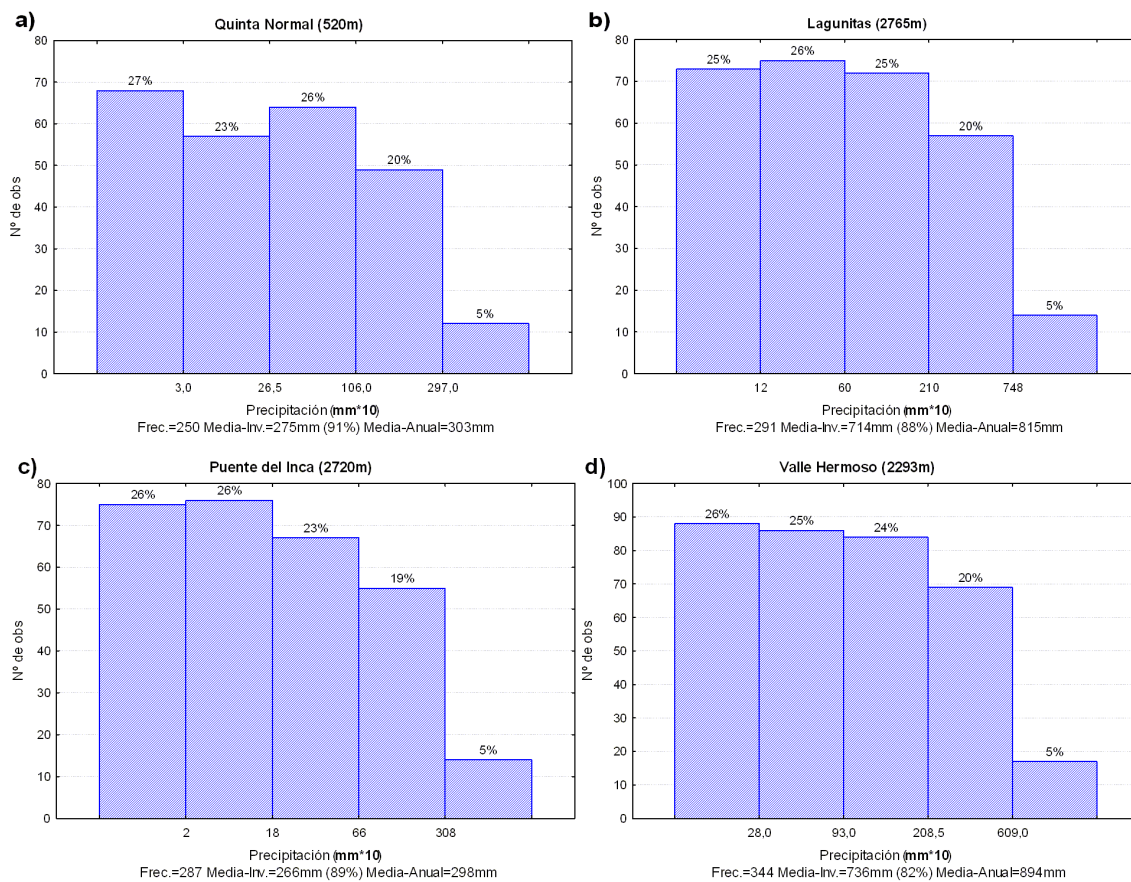 a)
Quinta Normal (520m)
80
70
60
50
40
30
20
10
0
Nº de obs
27%
23%
26%
20%
5%
3,0 26,5 106,0 297,0
Precipitación (mm*10)
Frec.=250 Media-Inv.=275mm (91%) Media-Anual=303mm
b)
Lagunitas (2765m)
80
70
60
50
40
30
20
10
0
Nº de obs
25%
26%
25%
20%
5%
12 60 210 748
Precipitación (mm*10)
Frec.=291 Media-Inv.=714mm (88%) Media-Anual=815mm
c)
Puente del Inca (2720m)
80
70
60
50
40
30
20
10
0
Nº de obs
26%
26%
23%
19%
5%
2 18 66 308
Precipitación (mm*10)
Frec.=287 Media-Inv.=266mm (89%) Media-Anual=298mm
d)
Valle Hermoso (2293m)
100
90
80
70
60
50
40
30
20
10
0
Nº de obs
26%
25%
24%
20%
5%
28,0 93,0 208,5 609,0
Precipitación (mm*10)
Frec.=344 Media-Inv.=736mm (82%) Media-Anual=894mm